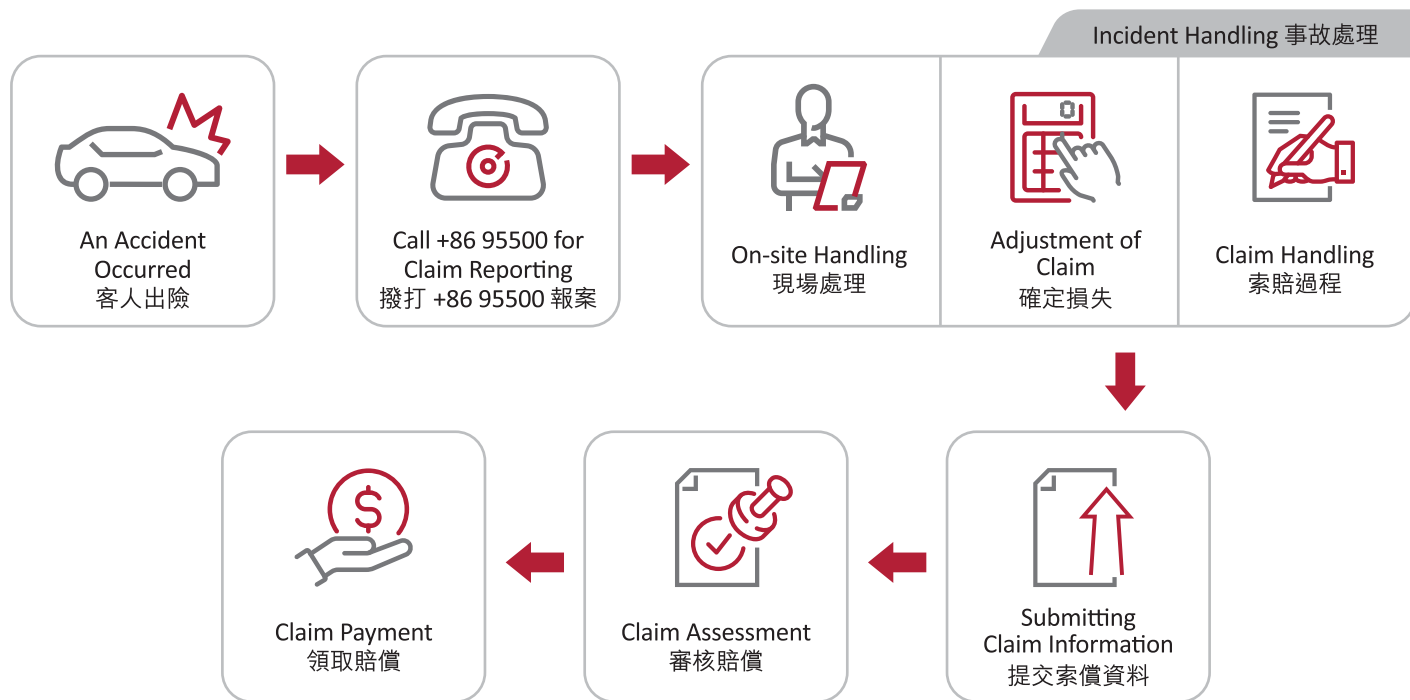 Incident Handling 事故處理
An Accident
Occurred
客人出險
Call +86 95500 for
Claim Reporting
撥打 +86 95500 報案
On-site Handling
現場處理
Adjustment of
Claim
確定損失
Claim Handling
索賠過程
Submitting
Claim Information
提交索償資料
Claim Assessment
審核賠償
Claim Payment
領取賠償